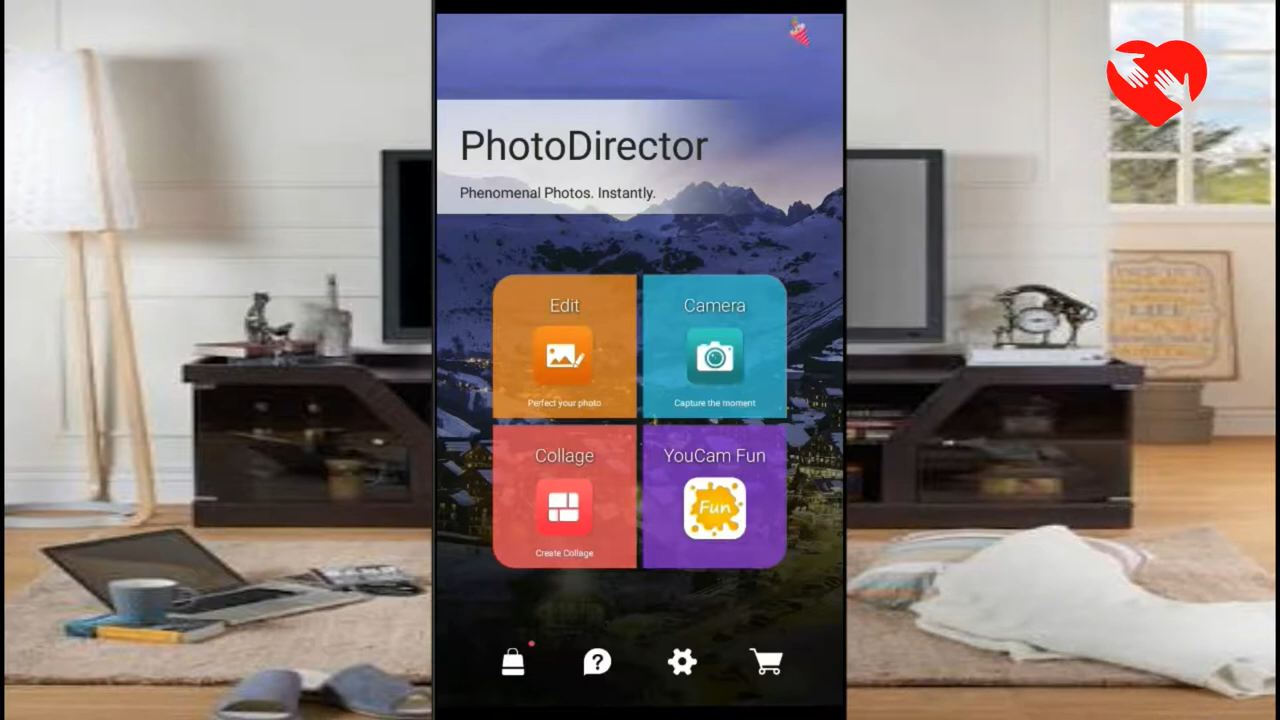 PhotoDirector
Phenomenal Photos. Instantly.
Edit
Camera
Perfect your photo
Capture the moment
Collage
YouCam Fun
Fun
Create Collage